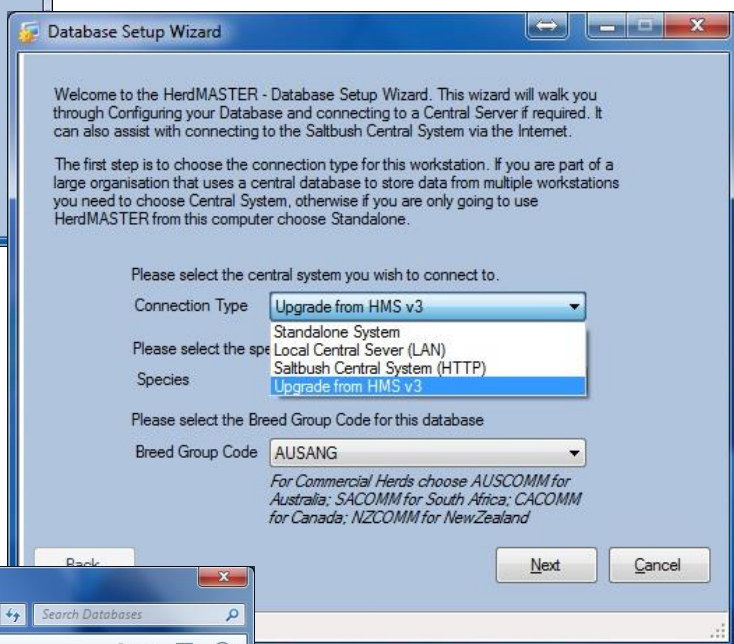 Database Setup Wizard
Welcome to the HerdMASTER - Database Setup Wizard. This wizard will walk you
through Configuring your Database and connecting to a Central Server if required. It
can also assist with connecting to the Saltbush Central System via the Internet.
The first step is to choose the connection type for this workstation. If you are part of a
large organisation that uses a central database to store data from multiple workstations
you need to choose Central System, otherwise if you are only going to use
HerdMASTER from this computer choose Standalone.
Please select the central system you wish to connect to.
Connection Type Upgrade from HMS v3
Standalone System
Please select the spe Local Central Sever (LAN)
Saltbush Central System (HTTP)
Species Upgrade from HMS v3
Please select the Breed Group Code for this database
Breed Group Code AUSANG
For Commercial Herds choose AUSCOMM for
Australia; SACOMM for South Africa; CACOMM
for Canada; NZCOMM for NewZealand
Back Next Cancel
Search Databases